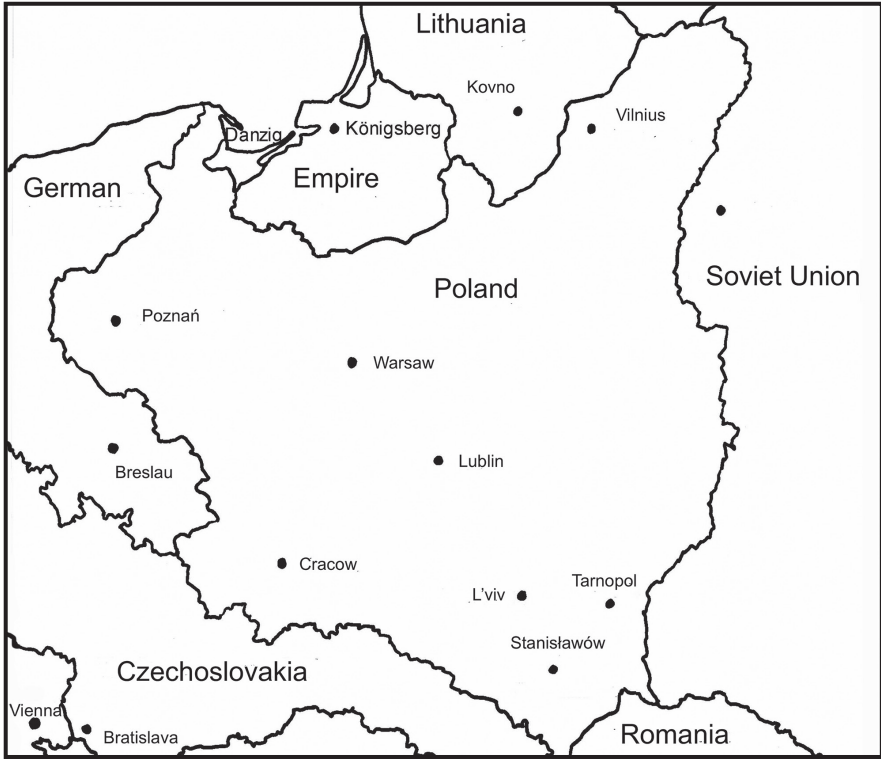 Lithuania
Kovno
Vilnius
Danzig
Königsberg
German
Empire
Soviet Union
Poland
Poznań
Warsaw
Breslau
Lublin
Cracow
L'viv
Tarnopol
Stanisławów
Czechoslovakia
Vienna
Bratislava
Romania